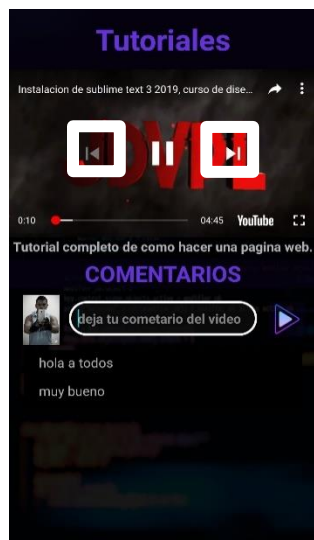 Tutoriales
Instalacion de sublime text 3 2019, curso de dise...
0:10
04:45
YouTube
Tutorial completo de como hacer una pagina web.
COMENTARIOS
deja tu cometario del video
hola a todos
muy bueno